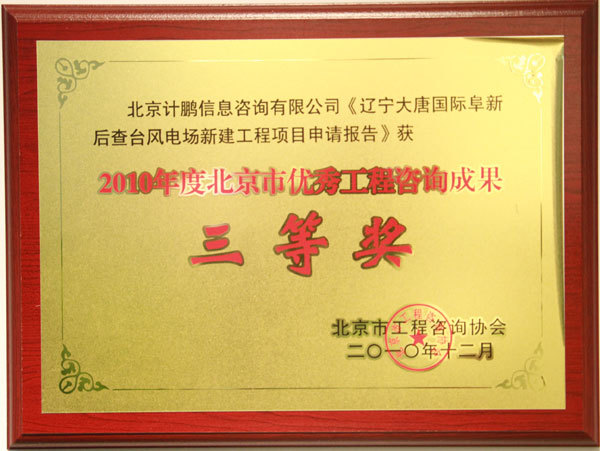 北京计鹏信息咨询有限公司《辽宁大唐国际阜新
后查台风电场新建工程项目申请报告》获
2010年度北京市优秀工程咨询成果
三等奖
北京市工程咨询协会
二〇一〇年十二月